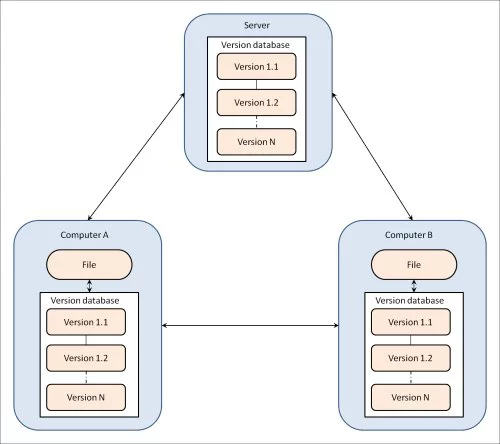 Server
Version database
Version 1.1
Version 1.2
Version N
Computer A
File
Version database
Version 1.1
Version 1.2
Version N
Computer B
File
Version database
Version 1.1
Version 1.2
Version N